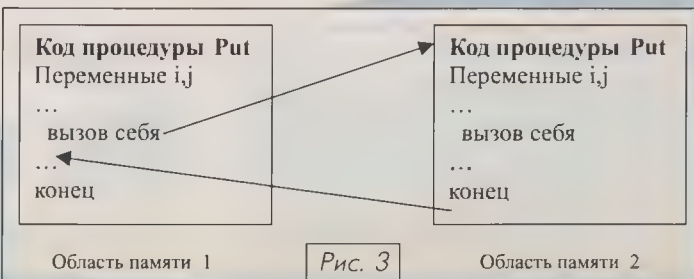 Код процедуры Put
Переменные i,j
...
вызов себя
...
конец
Область памяти 1
Код процедуры Put
Переменные i,j
...
вызов себя
...
конец
Область памяти 2
Рис. 3